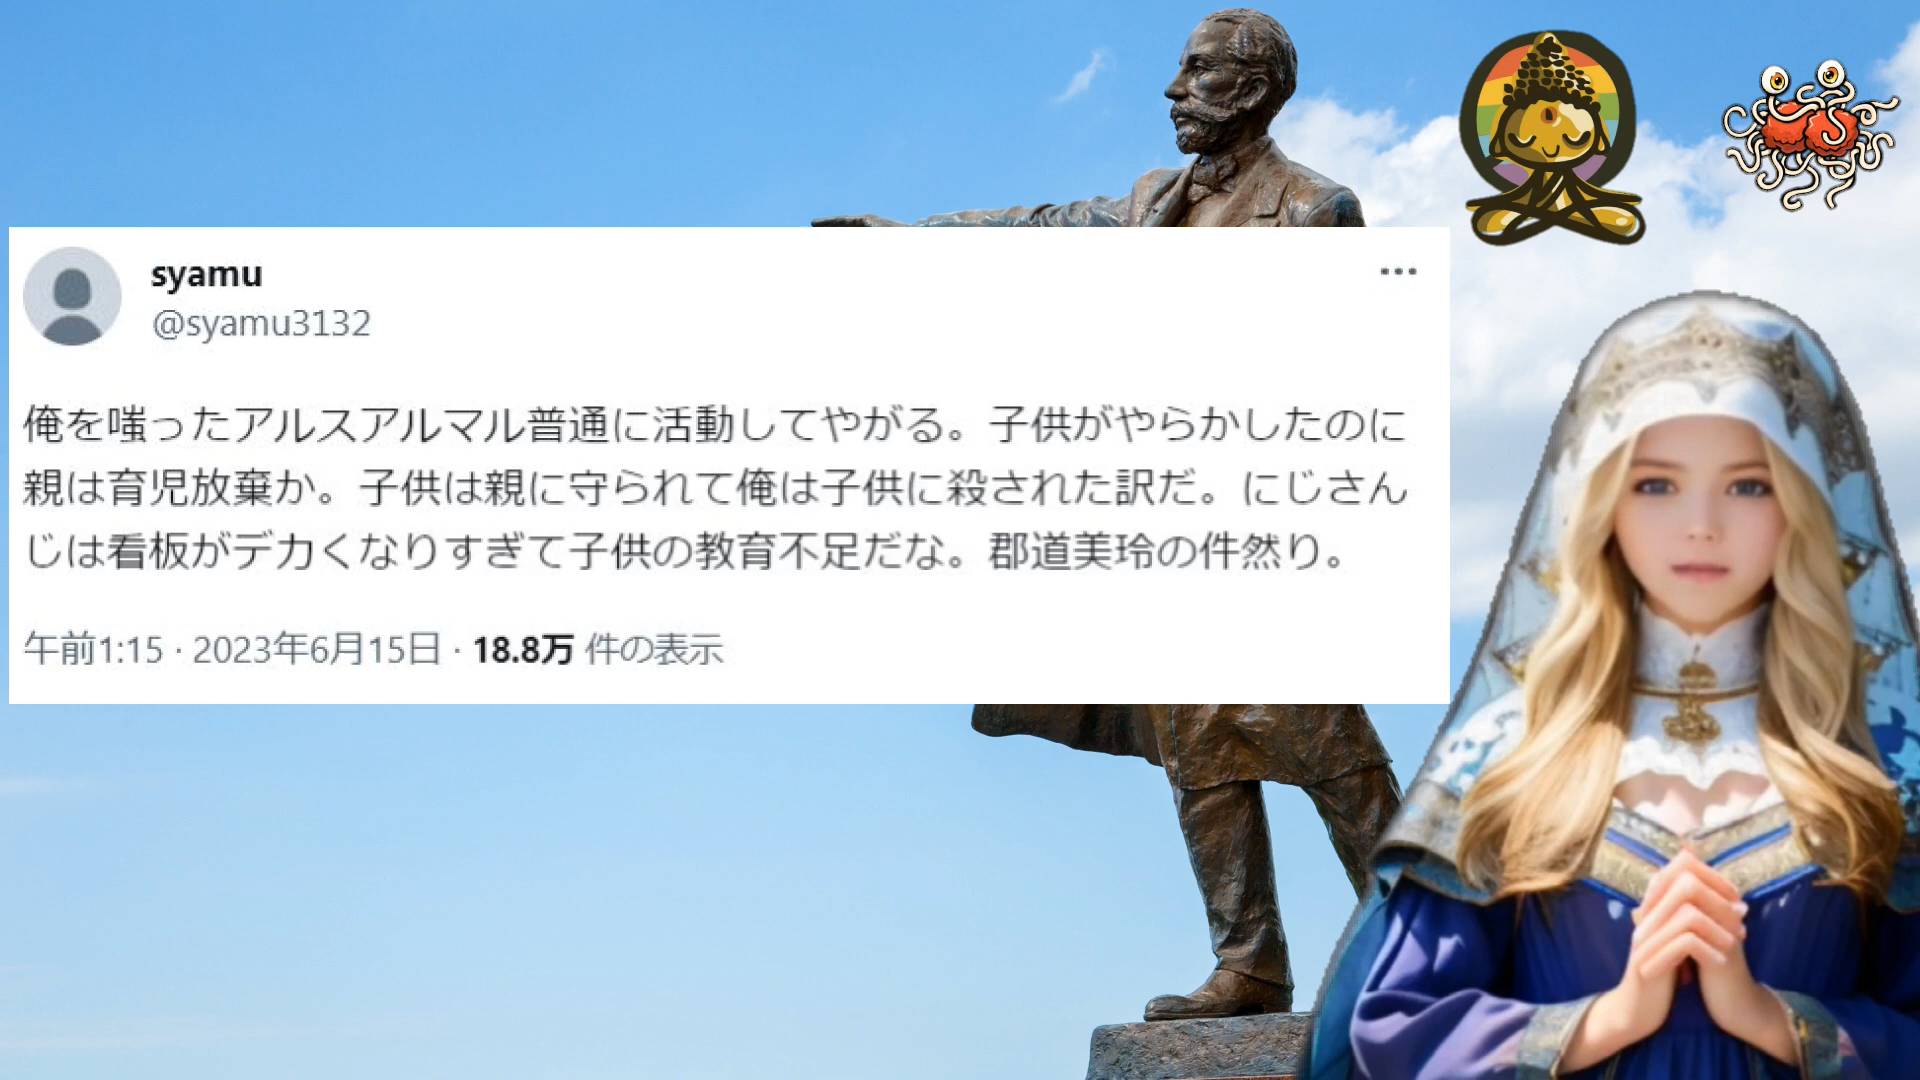 syamu
@syamu3132
俺を嗤ったアルスアルマル普通に活動してやがる。子供がやらかしたのに
親は育児放棄か。子供は親に守られて俺は子供に殺された訳だ。にじさん
じは看板がデカくなりすぎて子供の教育不足だな。郡道美玲の件然り。
午前1:15 · 2023年6月15日 · 18.8万 件の表示